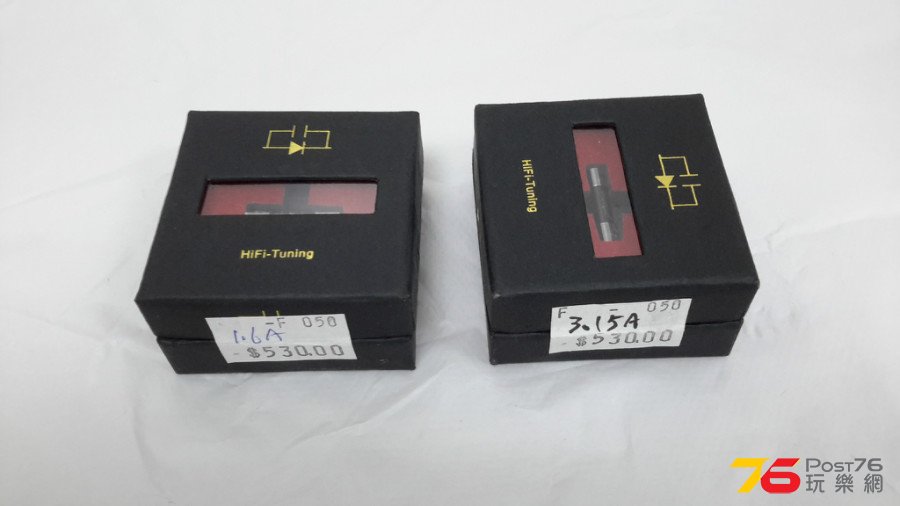 HiFi-Tuning
-F 050
1.6A
- $530.00
HiFi-Tuning
F - 050
3.15A
- $530.00
76 Post76
玩樂網